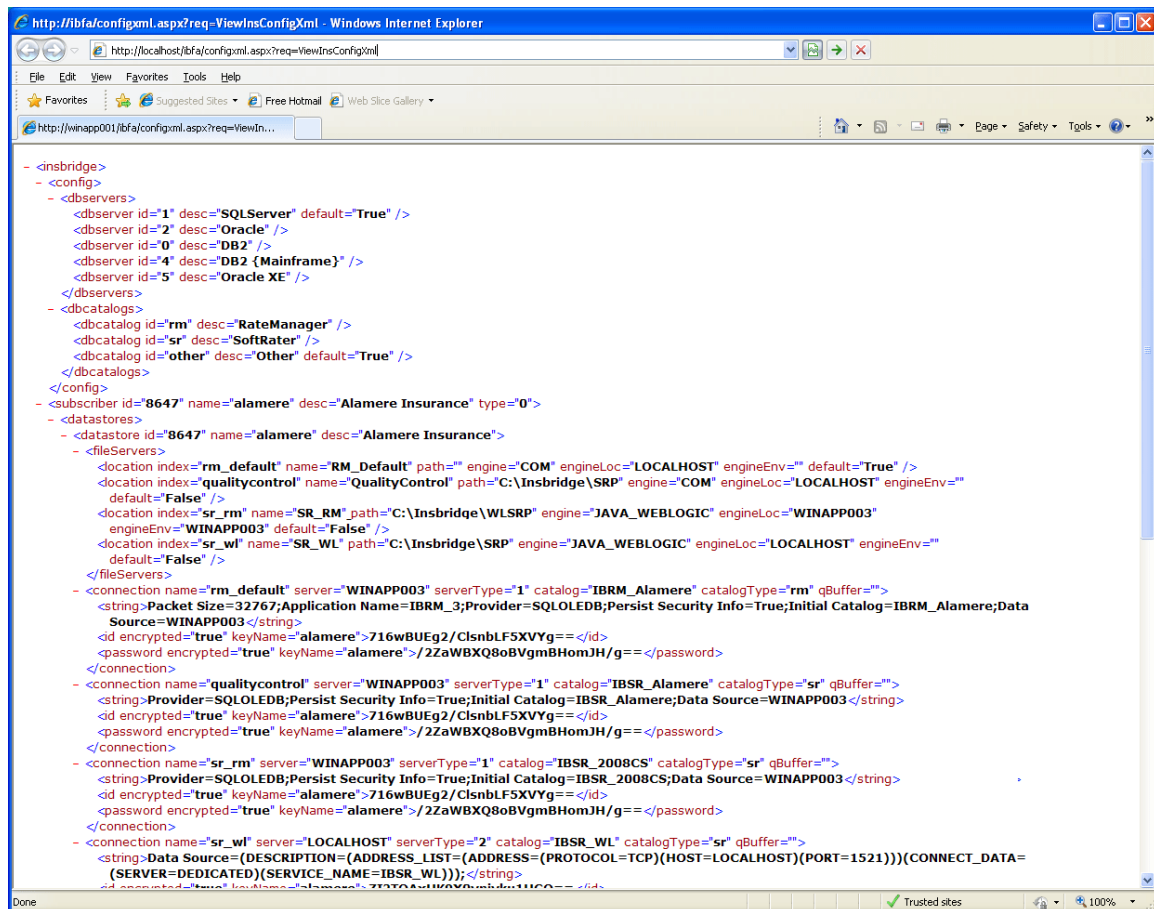 http://ibfa/configxml.aspx?req=ViewInsConfigXml - Windows Internet Explorer
http://localhost/ibfa/configxml.aspx?req=ViewInsConfigXml
File Edit View Favorites Tools Help
Favorites Suggested Sites Free Hotmail Web Slice Gallery
http://winapp001/ibfa/configxml.aspx?req=ViewIn... Page Safety Tools »
- <insbridge>
- <config>
- <dbservers>
<dbserver id="1" desc="SQLServer" default="True" />
<dbserver id="2" desc="Oracle" />
<dbserver id="0" desc="DB2" />
<dbserver id="4" desc="DB2 {Mainframe}" />
<dbserver id="5" desc="Oracle XE" />
</dbservers>
- <dbcatalogs>
<dbcatalog id="rm" desc="RateManager" />
<dbcatalog id="sr" desc="SoftRater" />
<dbcatalog id="other" desc="Other" default="True" />
</dbcatalogs>
</config>
- <subscriber id="8647" name="alamere" desc="Alamere Insurance" type="0">
- <datastores>
- <datastore id="8647" name="alamere" desc="Alamere Insurance">
- <fileServers>
<location index="rm_default" name="RM_Default" path="" engine="COM" engineLoc="LOCALHOST" engineEnv="" default="True" />
<location index="qualitycontrol" name="QualityControl" path="C:\Insbridge\SRP" engine="COM" engineLoc="LOCALHOST" engineEnv=""
default="False" />
<location index="sr_rm" name="SR_RM" path="C:\Insbridge\WLSRP" engine="JAVA_WEBLOGIC" engineLoc="WINAPP003"
engineEnv="WINAPP003" default="False" />
<location index="sr_wl" name="SR_WL" path="C:\Insbridge\SRP" engine="JAVA_WEBLOGIC" engineLoc="LOCALHOST" engineEnv=""
default="False" />
</fileServers>
- <connection name="rm_default" server="WINAPP003" serverType="1" catalog="IBRM_Alamere" catalogType="rm" qBuffer="">
<string>Packet Size=32767;Application Name=IBRM_3;Provider=SQLOLEDB;Persist Security Info=True;Initial Catalog=IBRM_Alamere;Data
Source=WINAPP003</string>
<id encrypted="true" keyName="alamere">716wBUEg2/ClsnbLF5XVYg==</id>
<password encrypted="true" keyName="alamere">/2ZaWBXQ8oBVgmBHomJH/g==</password>
</connection>
- <connection name="qualitycontrol" server="WINAPP003" serverType="1" catalog="IBSR_Alamere" catalogType="sr" qBuffer="">
<string>Provider=SQLOLEDB;Persist Security Info=True;Initial Catalog=IBSR_Alamere;Data Source=WINAPP003</string>
<id encrypted="true" keyName="alamere">716wBUEg2/ClsnbLF5XVYg==</id>
<password encrypted="true" keyName="alamere">/2ZaWBXQ8oBVgmBHomJH/g==</password>
</connection>
- <connection name="sr_rm" server="WINAPP003" serverType="1" catalog="IBSR_2008CS" catalogType="sr" qBuffer="">
<string>Provider=SQLOLEDB;Persist Security Info=True;Initial Catalog=IBSR_2008CS;Data Source=WINAPP003</string>
<id encrypted="true" keyName="alamere">716wBUEg2/ClsnbLF5XVYg==</id>
<password encrypted="true" keyName="alamere">/2ZaWBXQ8oBVgmBHomJH/g==</password>
</connection>
- <connection name="sr_wl" server="LOCALHOST" serverType="2" catalog="IBSR_WL" catalogType="sr" qBuffer="">
<string>Data Source=(DESCRIPTION=(ADDRESS_LIST=(ADDRESS=(PROTOCOL=TCP)(HOST=LOCALHOST)(PORT=1521)))(CONNECT_DATA=
(SERVER=DEDICATED)(SERVICE_NAME=IBSR_WL)));</string>
<id encrypted="true" keyName="alamere">
Done Trusted sites 100%